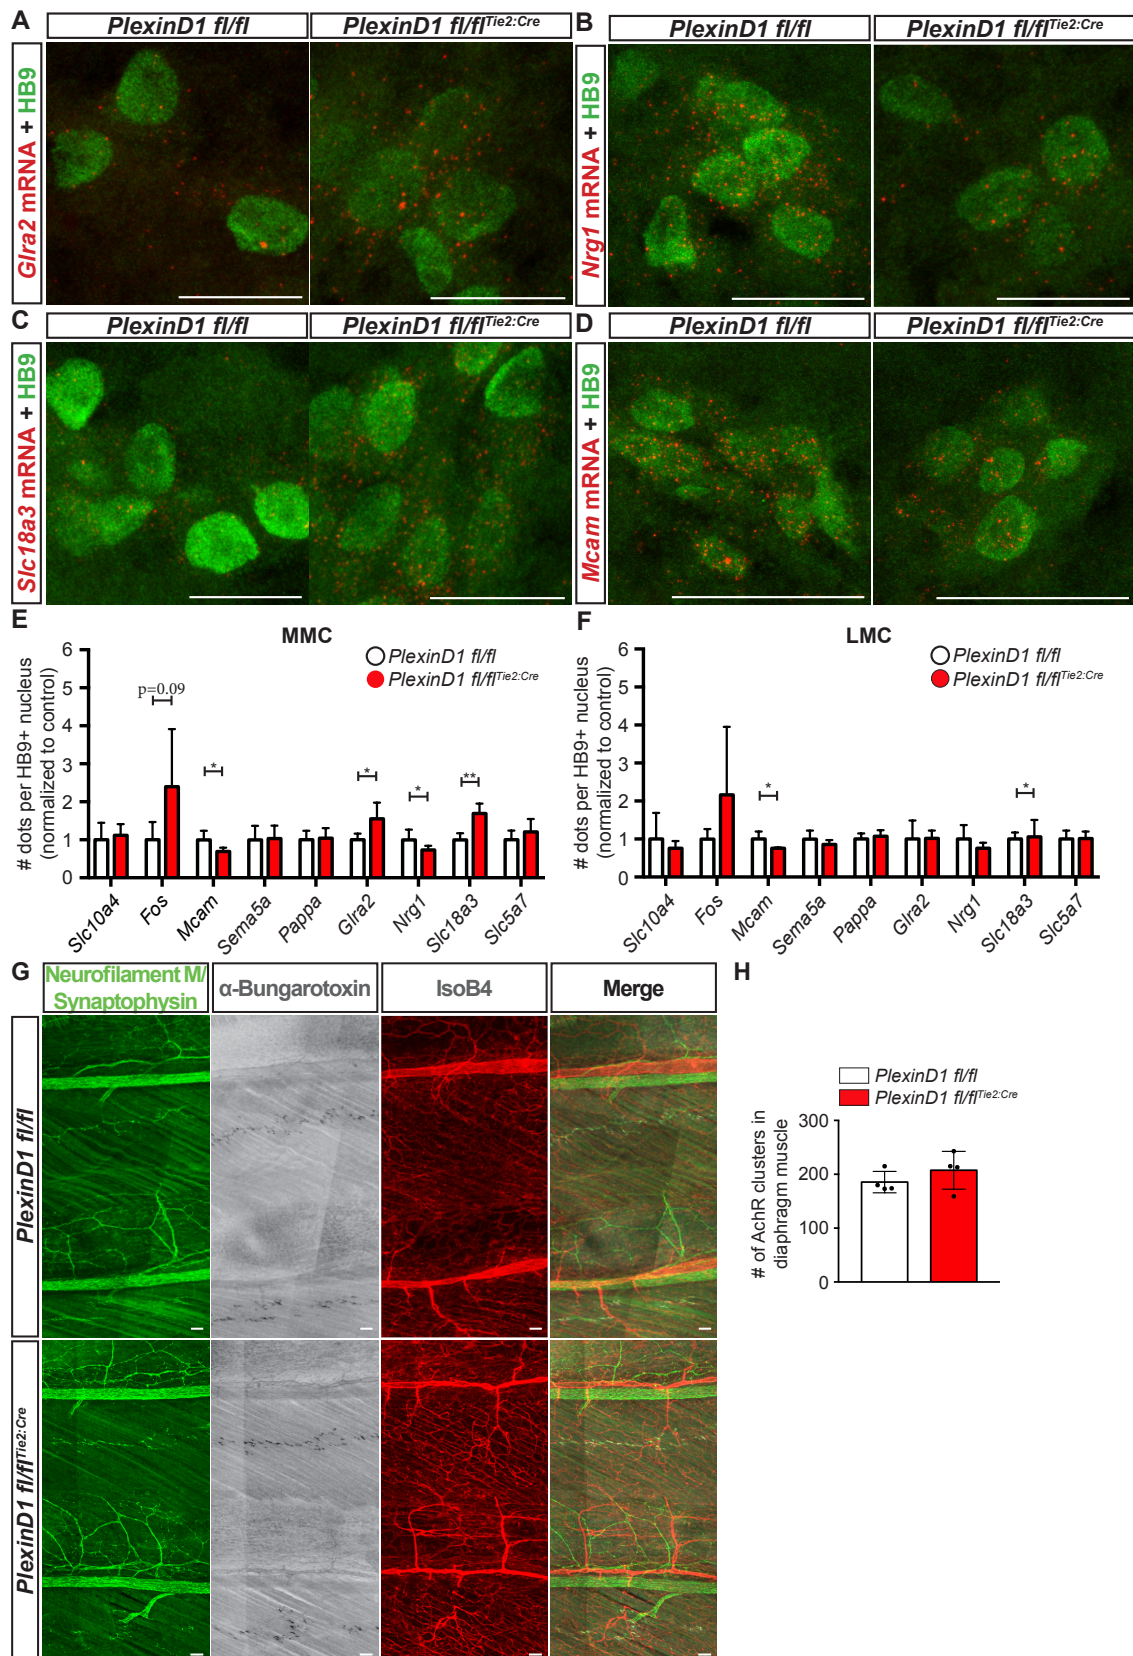 A
PlexinD1 fl/fl
PlexinD1 fl/flTie2:Cre
Glra2 mRNA + HB9
B
PlexinD1 fl/fl
PlexinD1 fl/flTie2:Cre
Nrg1 mRNA + HB9
C
PlexinD1 fl/fl
PlexinD1 fl/flTie2:Cre
Slc18a3 mRNA + HB9
D
PlexinD1 fl/fl
PlexinD1 fl/flTie2:Cre
Mcam mRNA + HB9
E
MMC
# dots per HB9+ nucleus
(normalized to control)
6
5
4
3
2
1
0
PlexinD1 fl/fl
PlexinD1 fl/flTie2:Cre
p=0.09
*
*
*
**
Slc10a4
Fos
Mcam
Sema5a
Pappa
Glra2
Nrg1
Slc18a3
Slc5a7
F
LMC
# dots per HB9+ nucleus
(normalized to control)
6
5
4
3
2
1
0
PlexinD1 fl/fl
PlexinD1 fl/flTie2:Cre
*
*
Slc10a4
Fos
Mcam
Sema5a
Pappa
Glra2
Nrg1
Slc18a3
Slc5a7
G
Neurofilament M/
Synaptophysin
α-Bungarotoxin
IsoB4
Merge
PlexinD1 fl/fl
PlexinD1 fl/flTie2:Cre
H
PlexinD1 fl/fl
PlexinD1 fl/flTie2:Cre
# of AchR clusters in
diaphragm muscle
300
200
100
0